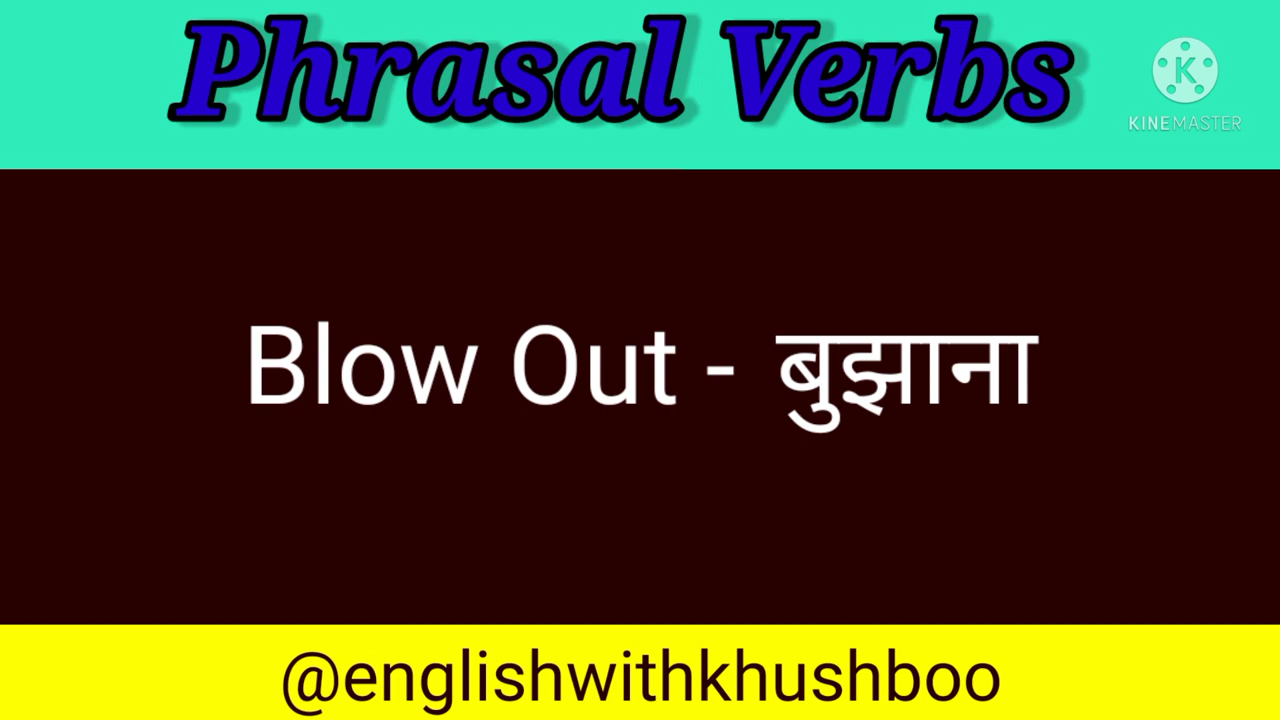 Phrasal Verbs
K
KINEMASTER
Blow Out - बुझाना
@englishwithkhushboo